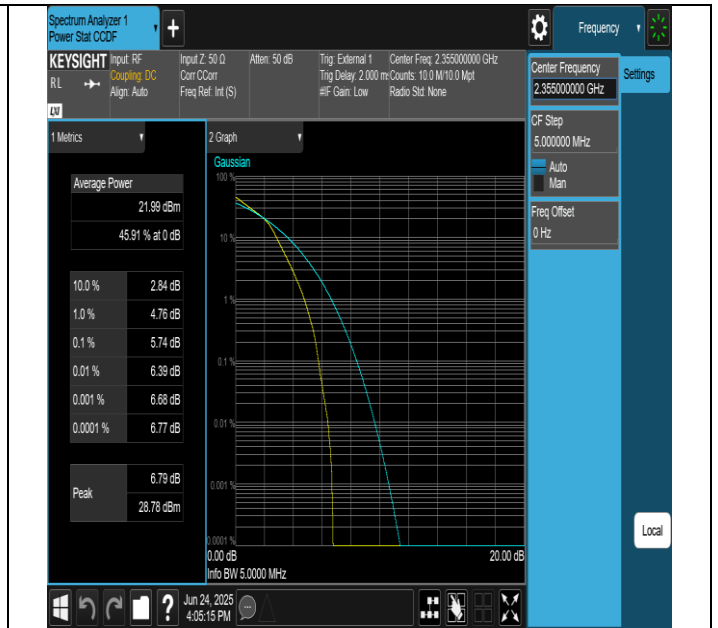 Spectrum Analyzer 1
Power Stat CCDF
+
Frequency
KEYSIGHT
RL
LXI
Input: RF
Coupling: DC
Align: Auto
Input Z: 50 Ω
Corr CCorr
Freq Ref: Int (S)
Atten: 50 dB
Trig: External 1
Trig Delay: 2.000 ms
#IF Gain: Low
Center Freq: 2.355000000 GHz
Counts: 10.0 M/10.0 Mpt
Radio Std: None
Center Frequency
2.355000000 GHz
Settings
CF Step
5.000000 MHz
Auto
Man
Freq Offset
0 Hz
Local
1 Metrics
Average Power
21.99 dBm
45.91 % at 0 dB
10.0 % 2.84 dB
1.0 % 4.76 dB
0.1 % 5.74 dB
0.01 % 6.39 dB
0.001 % 6.68 dB
0.0001 % 6.77 dB
Peak
6.79 dB
28.78 dBm
2 Graph
Gaussian
100 %
10 %
1 %
0.1 %
0.01 %
0.001 %
0.0001 %
0.00 dB 20.00 dB
Info BW 5.0000 MHz
?
Jun 24, 2025
4:05:15 PM